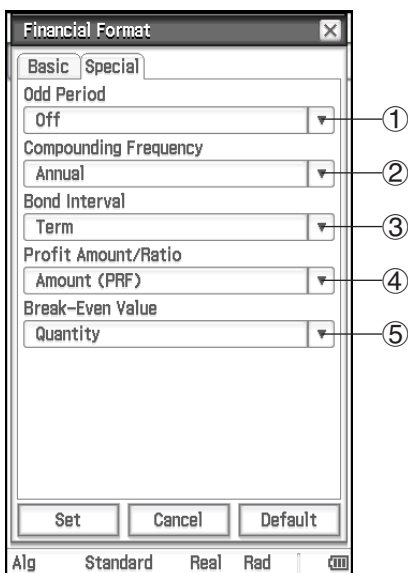 Financial Format
Basic Special
Odd Period
Off ①
Compounding Frequency
Annual ②
Bond Interval
Term ③
Profit Amount/Ratio
Amount (PRF) ④
Break-Even Value
Quantity ⑤
Set Cancel Default
Alg Standard Real Rad